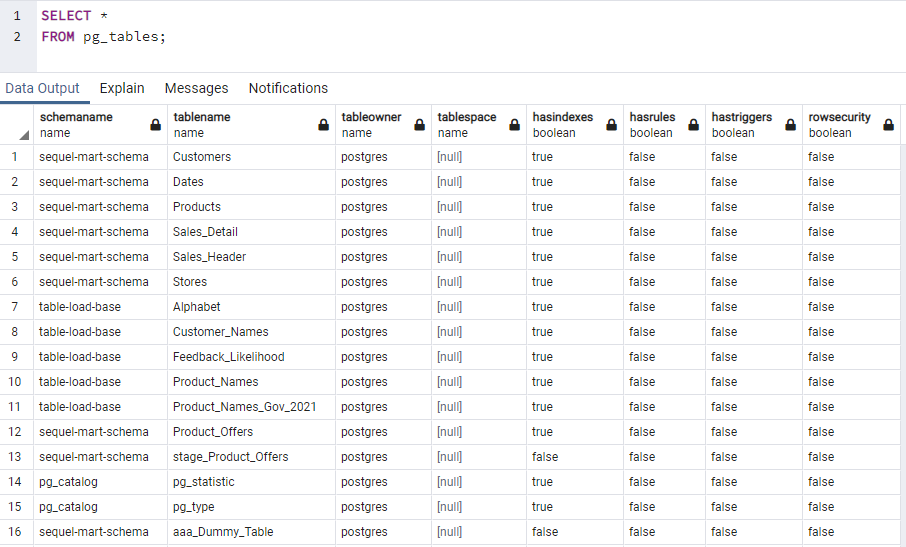 1 SELECT *
2 FROM pg_tables;
Data Output Explain Messages Notifications
schemaname tablename tableowner tablespace hasindexes hasrules hastriggers rowsecurity
name name name name boolean boolean boolean boolean
1 sequel-mart-schema Customers postgres [null] true false false false
2 sequel-mart-schema Dates postgres [null] true false false false
3 sequel-mart-schema Products postgres [null] true false false false
4 sequel-mart-schema Sales_Detail postgres [null] true false false false
5 sequel-mart-schema Sales_Header postgres [null] true false false false
6 sequel-mart-schema Stores postgres [null] true false false false
7 table-load-base Alphabet postgres [null] true false false false
8 table-load-base Customer_Names postgres [null] true false false false
9 table-load-base Feedback_Likelihood postgres [null] true false false false
10 table-load-base Product_Names postgres [null] true false false false
11 table-load-base Product_Names_Gov_2021 postgres [null] true false false false
12 sequel-mart-schema Product_Offers postgres [null] true false false false
13 sequel-mart-schema stage_Product_Offers postgres [null] false false false false
14 pg_catalog pg_statistic postgres [null] true false false false
15 pg_catalog pg_type postgres [null] true false false false
16 sequel-mart-schema aaa_Dummy_Table postgres [null] false false false false